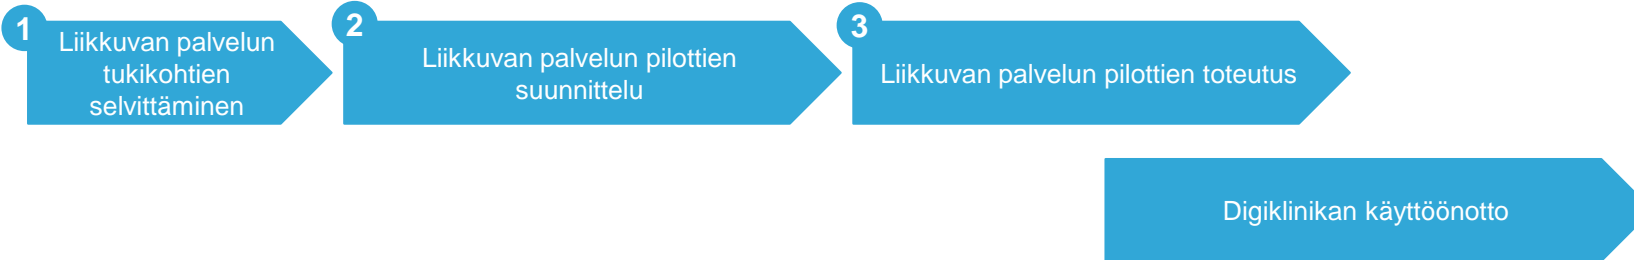 1
Liikkuvan palvelun
tukikohtien
selvittäminen
2
Liikkuvan palvelun pilottien
suunnittelu
3
Liikkuvan palvelun pilottien toteutus
Digiklinikan käyttöönotto